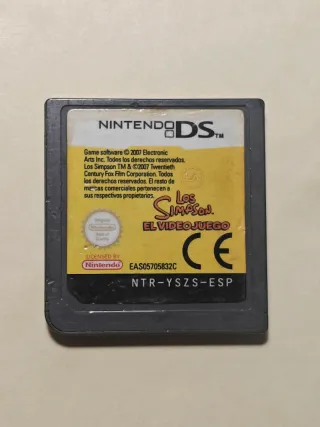 NINTENDO DS™
Game software © 2007 Electronic
Arts Inc. Todos los derechos reservados.
Los Simpson TM & ©2007 Twentieth
Century Fox Film Corporation. Todos
los derechos reservados. El resto de
marcas comerciales pertenecen a
sus respectivos propietarios.
LOS
SIMPSON
EL VIDEOJUEGO
LICENSED BY
Nintendo
EAS05705832C
CE
NTR-YSZS-ESP